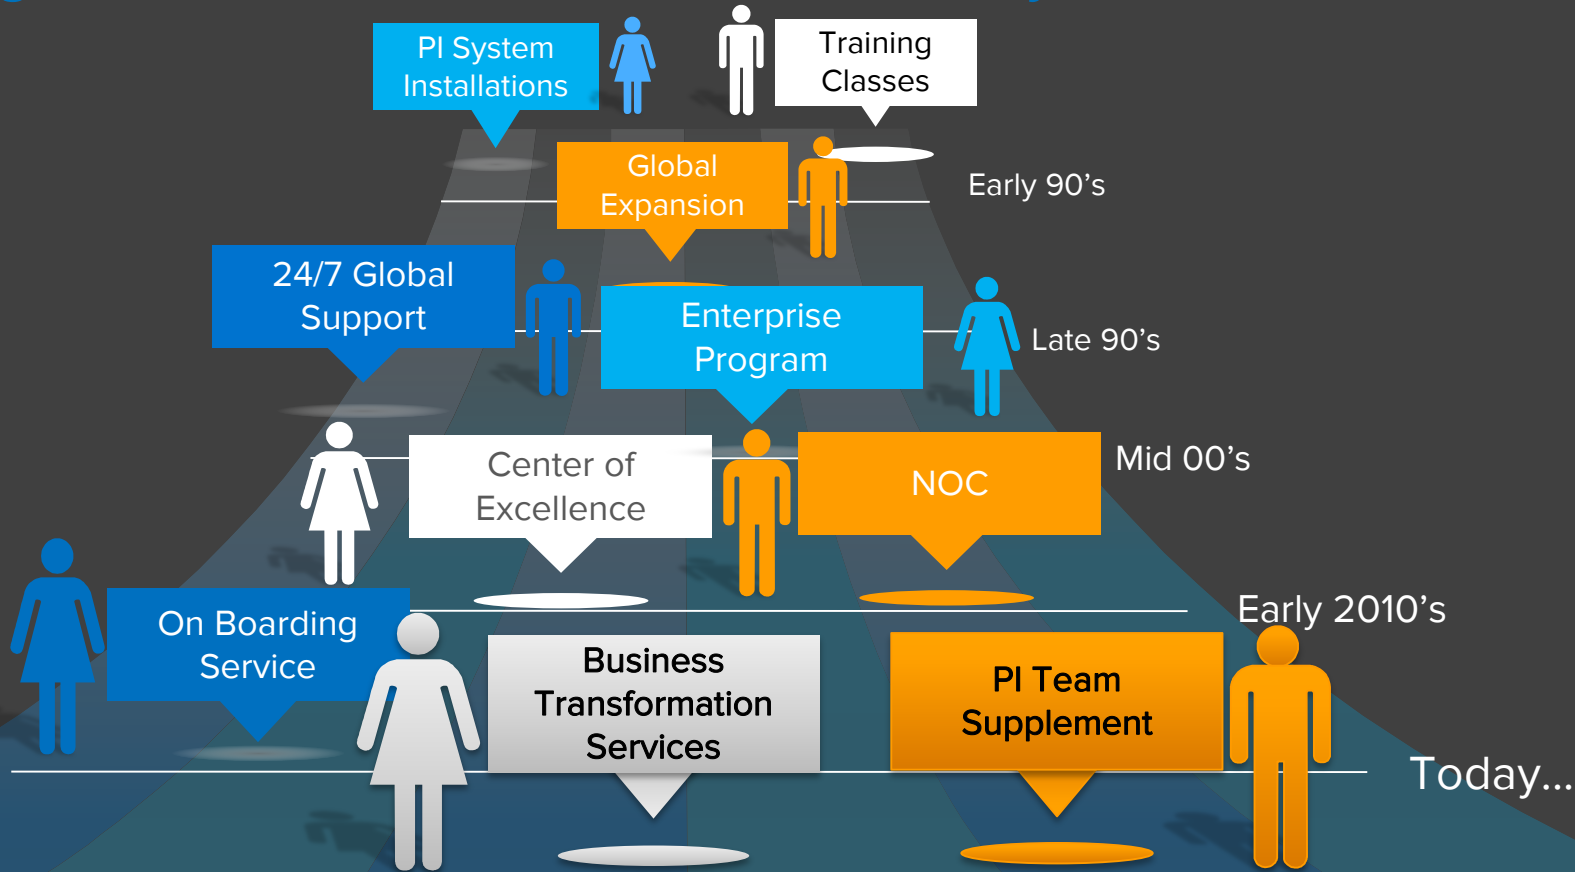 PI System
Installations
Training
Classes
Global
Expansion
Early 90’s
24/7 Global
Support
Enterprise
Program
Late 90’s
Center of
Excellence
NOC
Mid 00’s
On Boarding
Service
Early 2010’s
Business
Transformation
Services
PI Team
Supplement
Today...